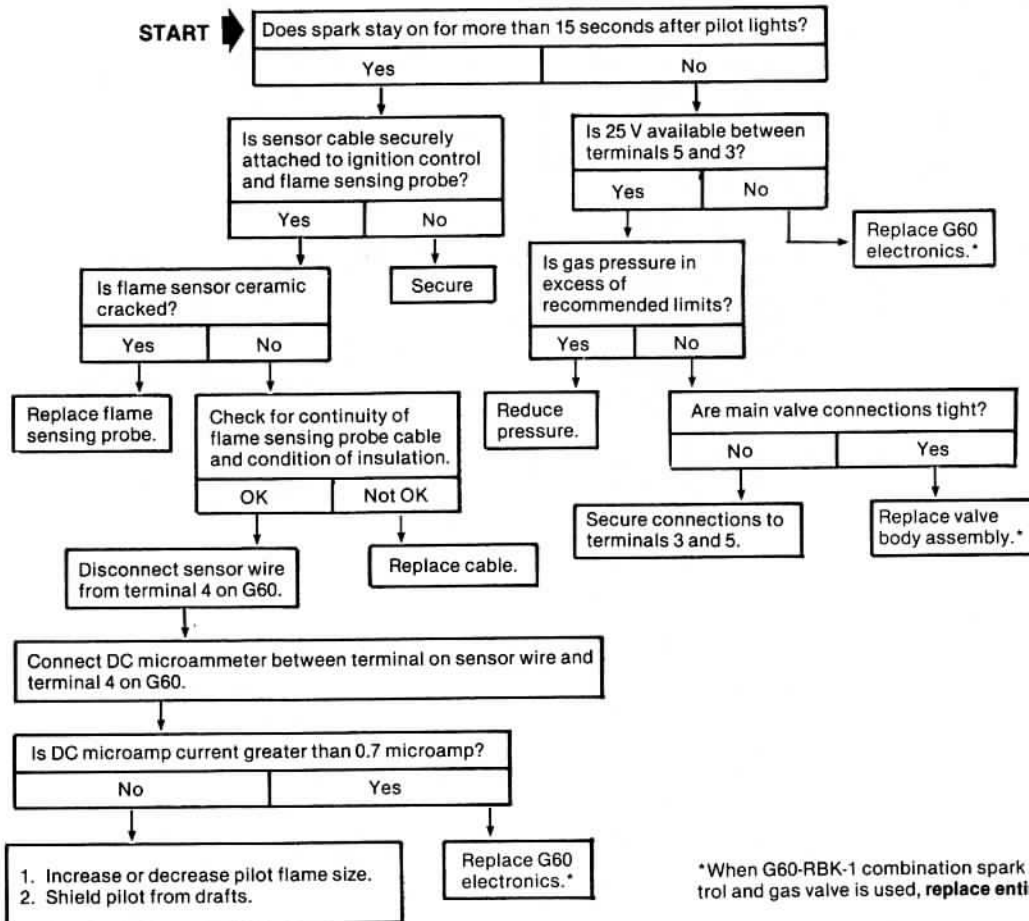 START
Does spark stay on for more than 15 seconds after pilot lights?
Yes
No
Is sensor cable securely
attached to ignition control
and flame sensing probe?
Yes
No
Is 25 V available between
terminals 5 and 3?
Yes
No
Replace G60
electronics.*
Secure
Is gas pressure in
excess of
recommended limits?
Yes
No
Is flame sensor ceramic
cracked?
Yes
No
Replace flame
sensing probe.
Check for continuity of
flame sensing probe cable
and condition of insulation.
OK
Not OK
Reduce
pressure.
Are main valve connections tight?
No
Yes
Secure connections to
terminals 3 and 5.
Replace valve
body assembly.*
Disconnect sensor wire
from terminal 4 on G60.
Replace cable.
Connect DC microammeter between terminal on sensor wire and
terminal 4 on G60.
Is DC microamp current greater than 0.7 microamp?
No
Yes
1. Increase or decrease pilot flame size.
2. Shield pilot from drafts.
Replace G60
electronics.*
*When G60-RBK-1 combination spark
trol and gas valve is used, replace enti